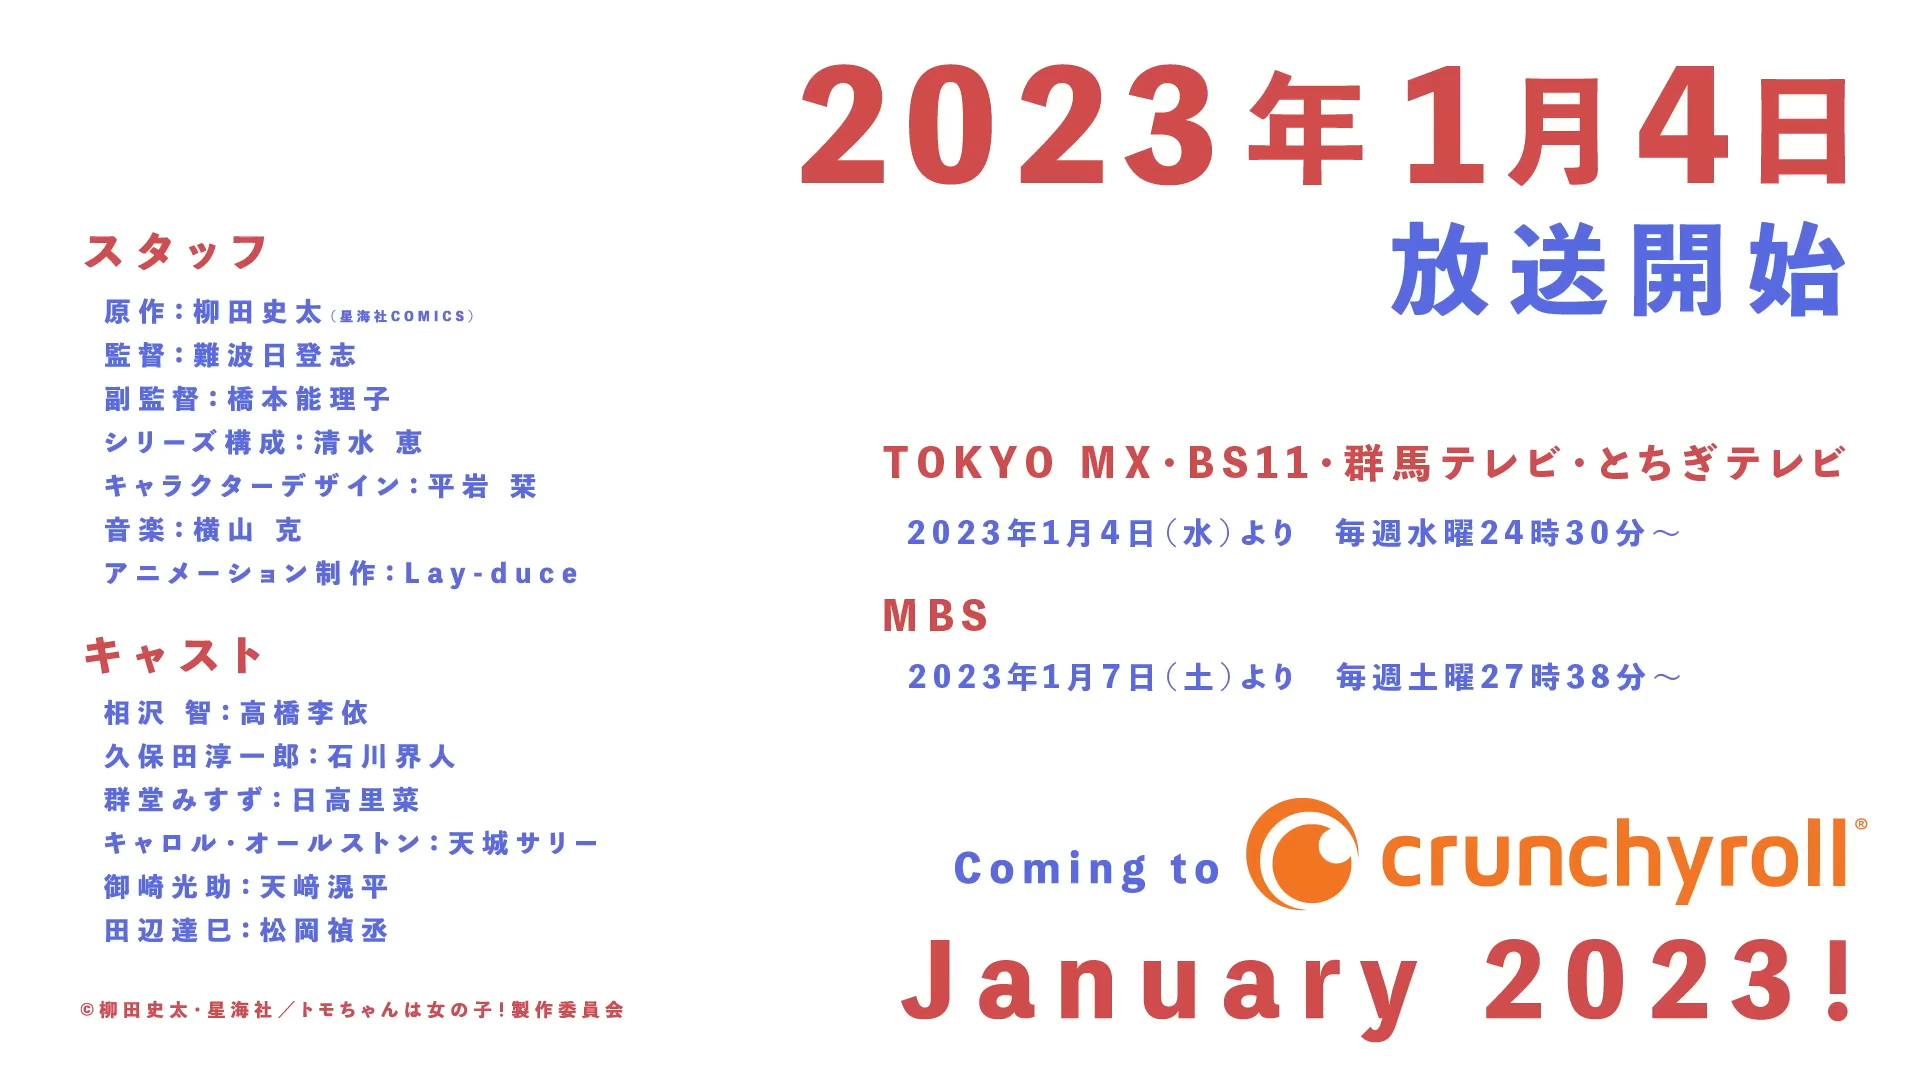 2023年1月4日
放送開始
スタッフ
原作：柳田史太（星海社COMICS）
監督：難波日登志
副監督：橋本能理子
シリーズ構成：清水 恵
キャラクターデザイン：平岩 栞
音楽：横山 克
アニメーション制作：Lay-duce
キャスト
相沢 智：高橋李依
久保田淳一郎：石川界人
群堂みすず：日高里菜
キャロル・オールストン：天城サリー
御崎光助：天﨑滉平
田辺達巳：松岡禎丞
©柳田史太・星海社／トモちゃんは女の子！製作委員会
TOKYO MX・BS11・群馬テレビ・とちぎテレビ
2023年1月4日（水）より　毎週水曜24時30分～
MBS
2023年1月7日（土）より　毎週土曜27時38分～
Coming to crunchyroll®
January 2023!